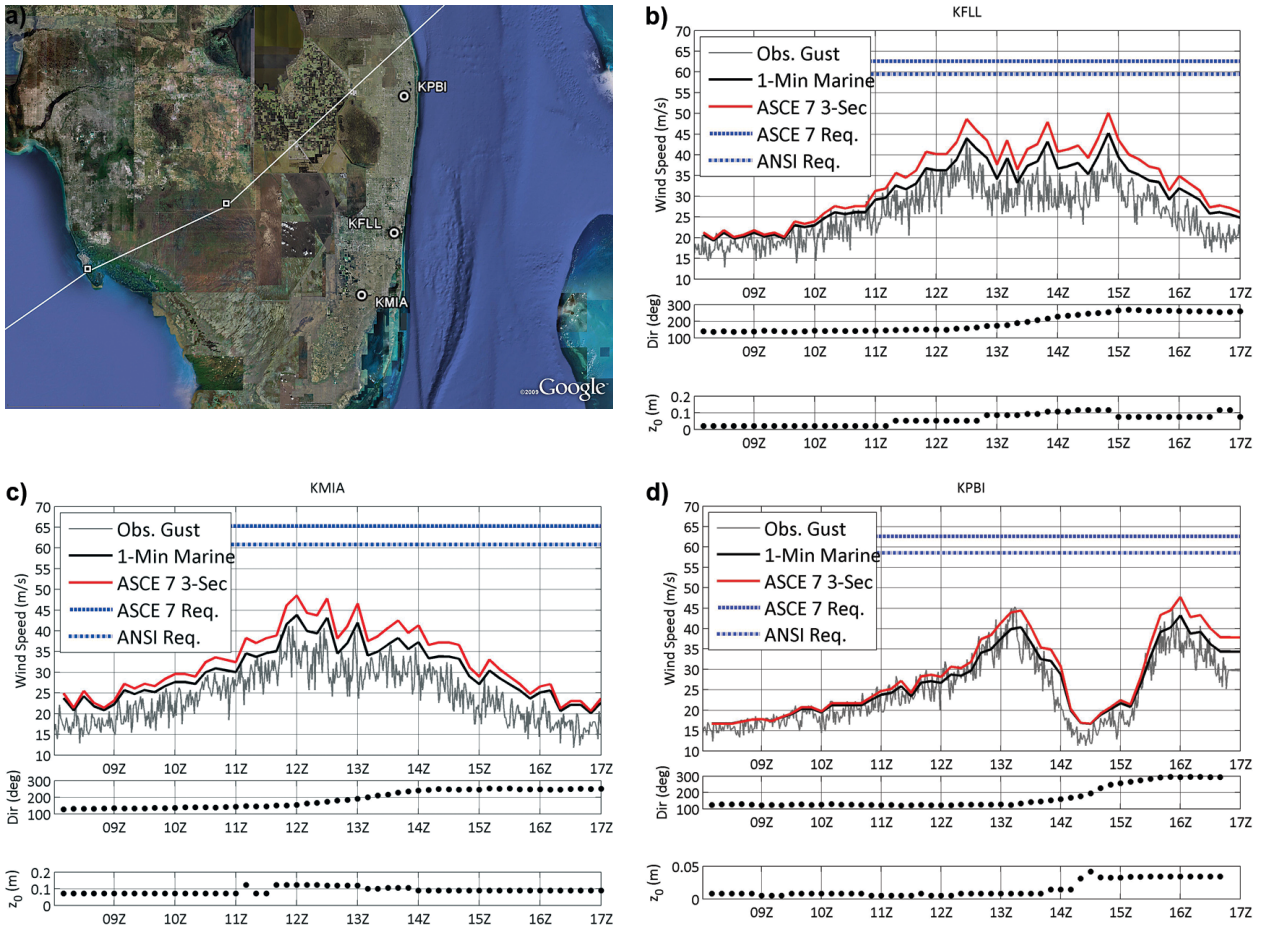 a)
KPBI
KFLL
KMIA
©2009 Google™
b)
KFLL
Wind Speed (m/s)
70
65
60
55
50
45
40
35
30
25
20
15
10
Obs. Gust
1-Min Marine
ASCE 7 3-Sec
ASCE 7 Req.
ANSI Req.
09Z 10Z 11Z 12Z 13Z 14Z 15Z 16Z 17Z
Dir (deg)
300
200
100
09Z 10Z 11Z 12Z 13Z 14Z 15Z 16Z 17Z
z0 (m)
0.2
0.1
0
09Z 10Z 11Z 12Z 13Z 14Z 15Z 16Z 17Z
c)
KMIA
Wind Speed (m/s)
70
65
60
55
50
45
40
35
30
25
20
15
10
Obs. Gust
1-Min Marine
ASCE 7 3-Sec
ASCE 7 Req.
ANSI Req.
09Z 10Z 11Z 12Z 13Z 14Z 15Z 16Z 17Z
Dir (deg)
300
200
100
09Z 10Z 11Z 12Z 13Z 14Z 15Z 16Z 17Z
z0 (m)
0.2
0.1
0
09Z 10Z 11Z 12Z 13Z 14Z 15Z 16Z 17Z
d)
KPBI
Wind Speed (m/s)
70
65
60
55
50
45
40
35
30
25
20
15
10
Obs. Gust
1-Min Marine
ASCE 7 3-Sec
ASCE 7 Req.
ANSI Req.
09Z 10Z 11Z 12Z 13Z 14Z 15Z 16Z 17Z
Dir (deg)
300
200
100
09Z 10Z 11Z 12Z 13Z 14Z 15Z 16Z 17Z
z0 (m)
0.05
0
09Z 10Z 11Z 12Z 13Z 14Z 15Z 16Z 17Z